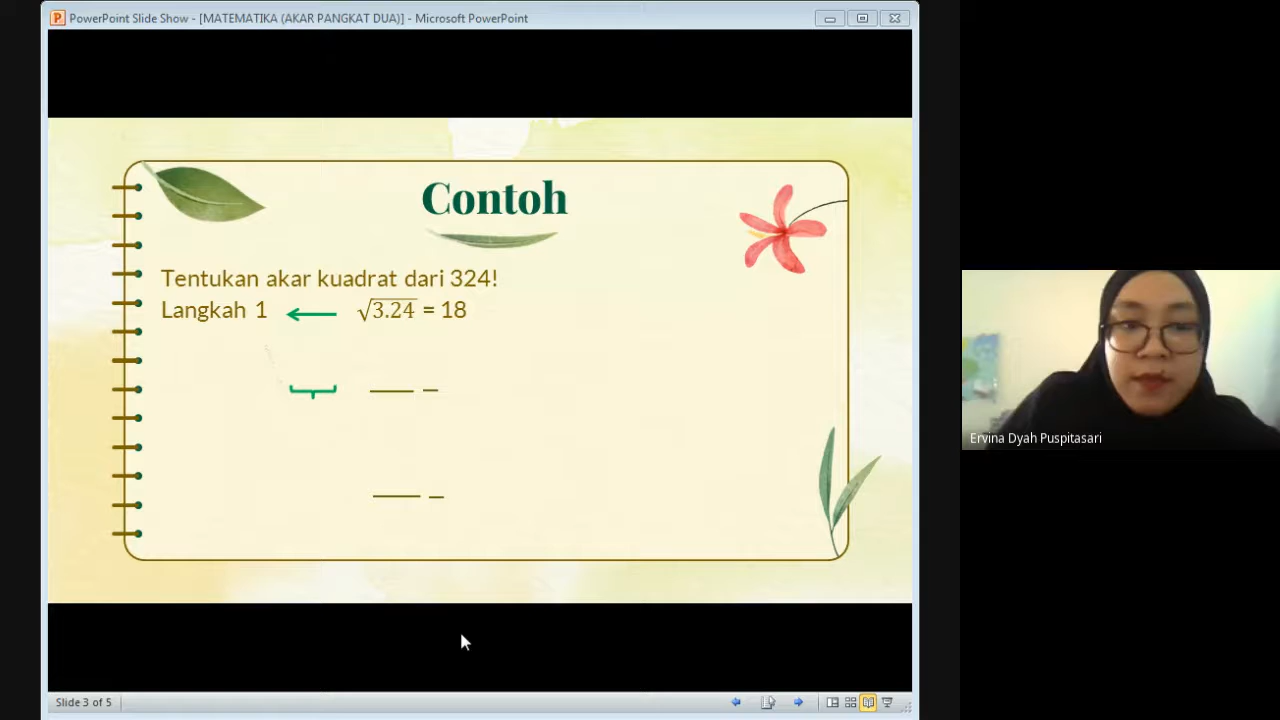 PowerPoint Slide Show - [MATEMATIKA (AKAR PANGKAT DUA)] - Microsoft PowerPoint
Contoh
Tentukan akar kuadrat dari 324!
Langkah 1 ← √3.24 = 18
Ervina Dyah Puspitasari
Slide 3 of 5